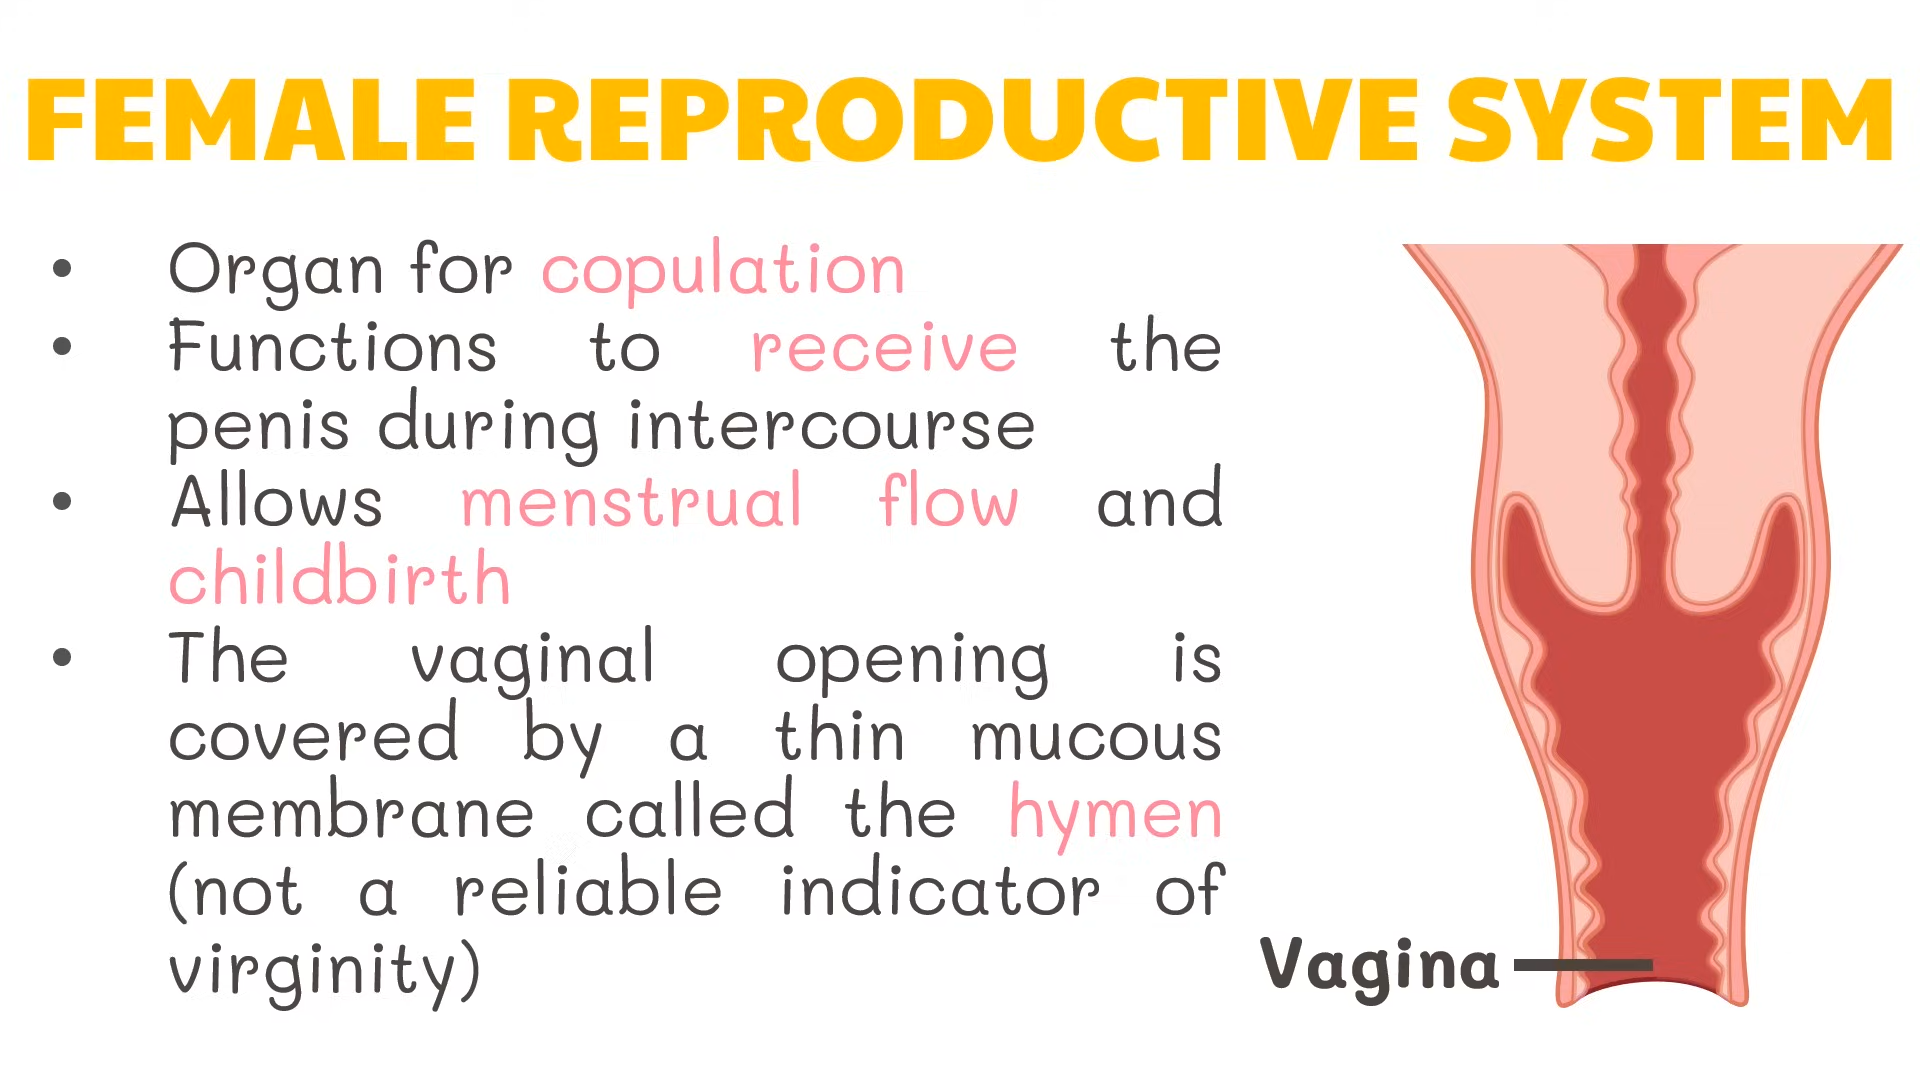 FEMALE REPRODUCTIVE SYSTEM
• Organ for copulation
• Functions to receive the
penis during intercourse
• Allows menstrual flow and
childbirth
• The vaginal opening is
covered by a thin mucous
membrane called the hymen
(not a reliable indicator of
virginity)
Vagina